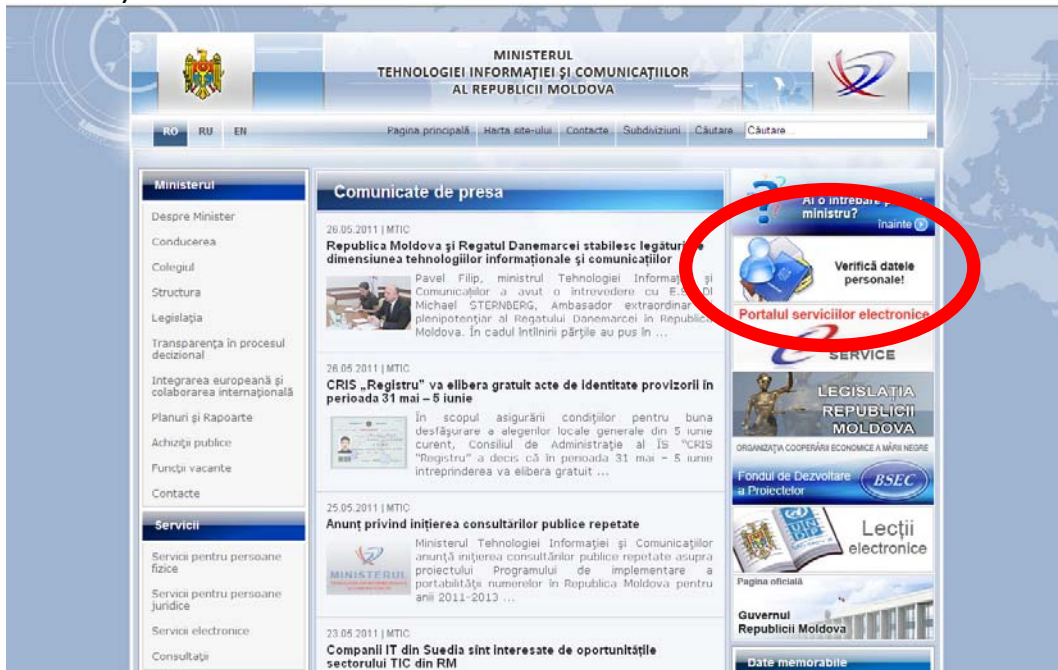 MINISTERUL
TEHNOLOGIEI INFORMAȚIEI ȘI COMUNICAȚIILOR
AL REPUBLICII MOLDOVA
RO RU EN
Pagina principală Harta site-ului Contacte Subdiviziuni Căutare Căutare...
Ministerul
Despre Minister
Conducerea
Colegiul
Structura
Legislația
Transparența în procesul
decizional
Integrarea europeană și
colaborarea internațională
Planuri și Rapoarte
Achiziții publice
Funcții vacante
Contacte
Servicii
Servicii pentru persoane
fizice
Servicii pentru persoane
juridice
Servicii electronice
Consultații
Comunicate de presa
26.05.2011 | MTIC
Republica Moldova și Regatul Danemarcei stabilesc legături
dimensiunea tehnologiilor informaționale și comunicațiilor
Pavel Filip, ministrul Tehnologiei Informației și
Comunicațiilor a avut o întrevedere cu
Michael STERNBERG, Ambasador extraordinar
plenipotențiar al Regatului Danemarcei în Republica
Moldova. În cadul întîlnirii părțile au pus în ...
26.05.2011 | MTIC
CRIS „Registru” va elibera gratuit acte de identitate provizorii în
perioada 31 mai – 5 iunie
În scopul asigurării condițiilor pentru buna
desfășurare a alegerilor locale generale din 5 iunie
curent, Consiliul de Administrație al ÎS "CRIS
"Registru" a decis că în perioada 31 mai – 5 iunie
întreprinderea va elibera gratuit ...
25.05.2011 | MTIC
Anunț privind inițierea consultărilor publice repetate
MINISTERUL
Ministerul Tehnologiei Informației și Comunicațiilor
anunță inițierea consultărilor publice repetate asupra
proiectului Programului de implementare a
portabilității numerelor în Republica Moldova pentru
anii 2011-2013 ...
23.05.2011 | MTIC
Companii IT din Suedia sînt interesate de oportunitățile
sectorului TIC din RM
Ai o întrebare
ministru?
înainte
Verifică datele
personale!
Portalul serviciilor electronice
SERVICE
LEGISLAȚIA
REPUBLICII
MOLDOVA
ORGANIZAȚIA COOPERĂRII ECONOMICE A MĂRII NEGRE
Fondul de Dezvoltare
a Proiectelor
BSEC
Lecții
electronice
Pagina oficială
Guvernul
Republicii Moldova
Date memorabile